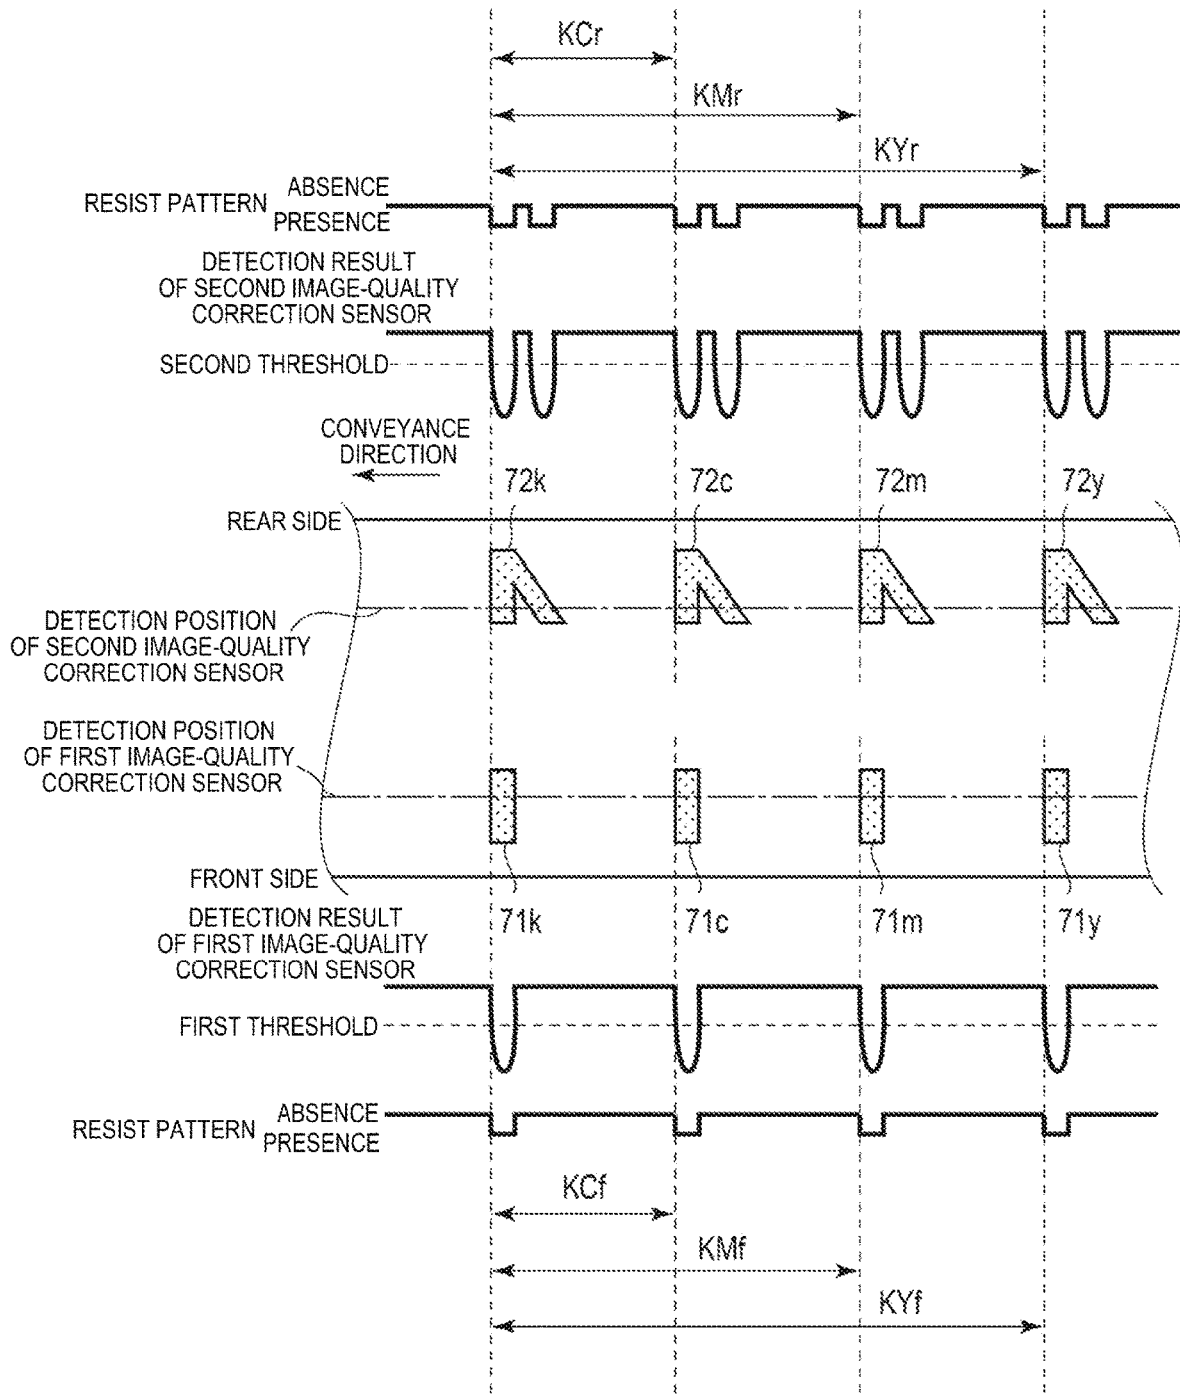 KCr
KMr
KYr
RESIST PATTERN
ABSENCE
PRESENCE
DETECTION RESULT
OF SECOND IMAGE-QUALITY
CORRECTION SENSOR
SECOND THRESHOLD
CONVEYANCE
DIRECTION
72k 72c 72m 72y
REAR SIDE
DETECTION POSITION
OF SECOND IMAGE-QUALITY
CORRECTION SENSOR
DETECTION POSITION
OF FIRST IMAGE-QUALITY
CORRECTION SENSOR
FRONT SIDE
71k 71c 71m 71y
DETECTION RESULT
OF FIRST IMAGE-QUALITY
CORRECTION SENSOR
FIRST THRESHOLD
RESIST PATTERN
ABSENCE
PRESENCE
KCf
KMf
KYf